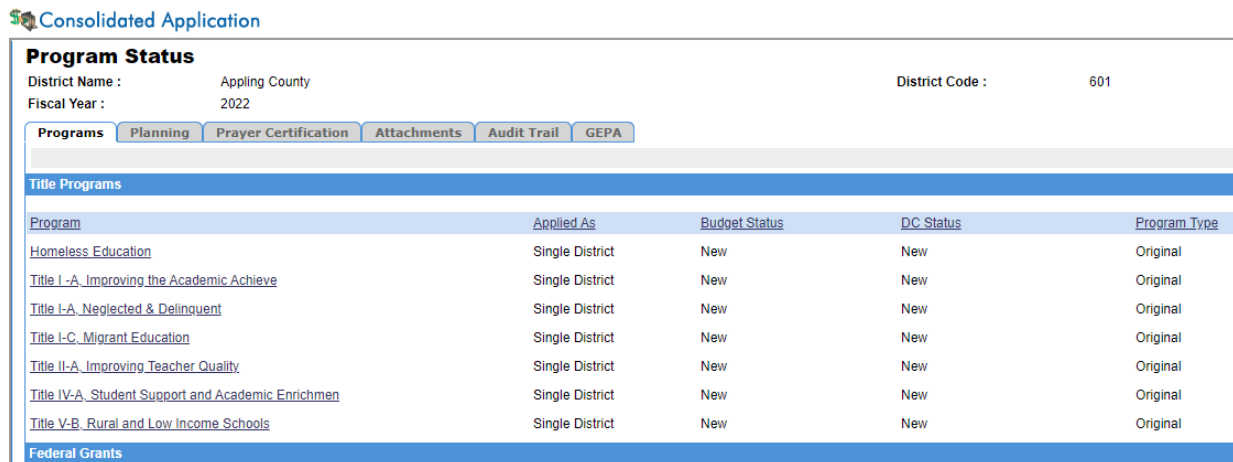 Consolidated Application
Program Status
District Name : Appling County District Code : 601
Fiscal Year : 2022
Programs Planning Prayer Certification Attachments Audit Trail GEPA
Title Programs
Program Applied As Budget Status DC Status Program Type
Homeless Education Single District New New Original
Title I -A, Improving the Academic Achieve Single District New New Original
Title I-A, Neglected & Delinquent Single District New New Original
Title I-C, Migrant Education Single District New New Original
Title II-A, Improving Teacher Quality Single District New New Original
Title IV-A, Student Support and Academic Enrichmen Single District New New Original
Title V-B, Rural and Low Income Schools Single District New New Original
Federal Grants